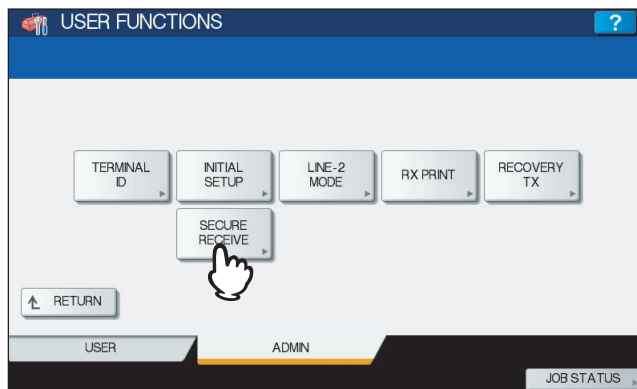 USER FUNCTIONS
?
TERMINAL
ID
INITIAL
SETUP
LINE-2
MODE
RX PRINT
RECOVERY
TX
SECURE
RECEIVE
RETURN
USER
ADMIN
JOB STATUS